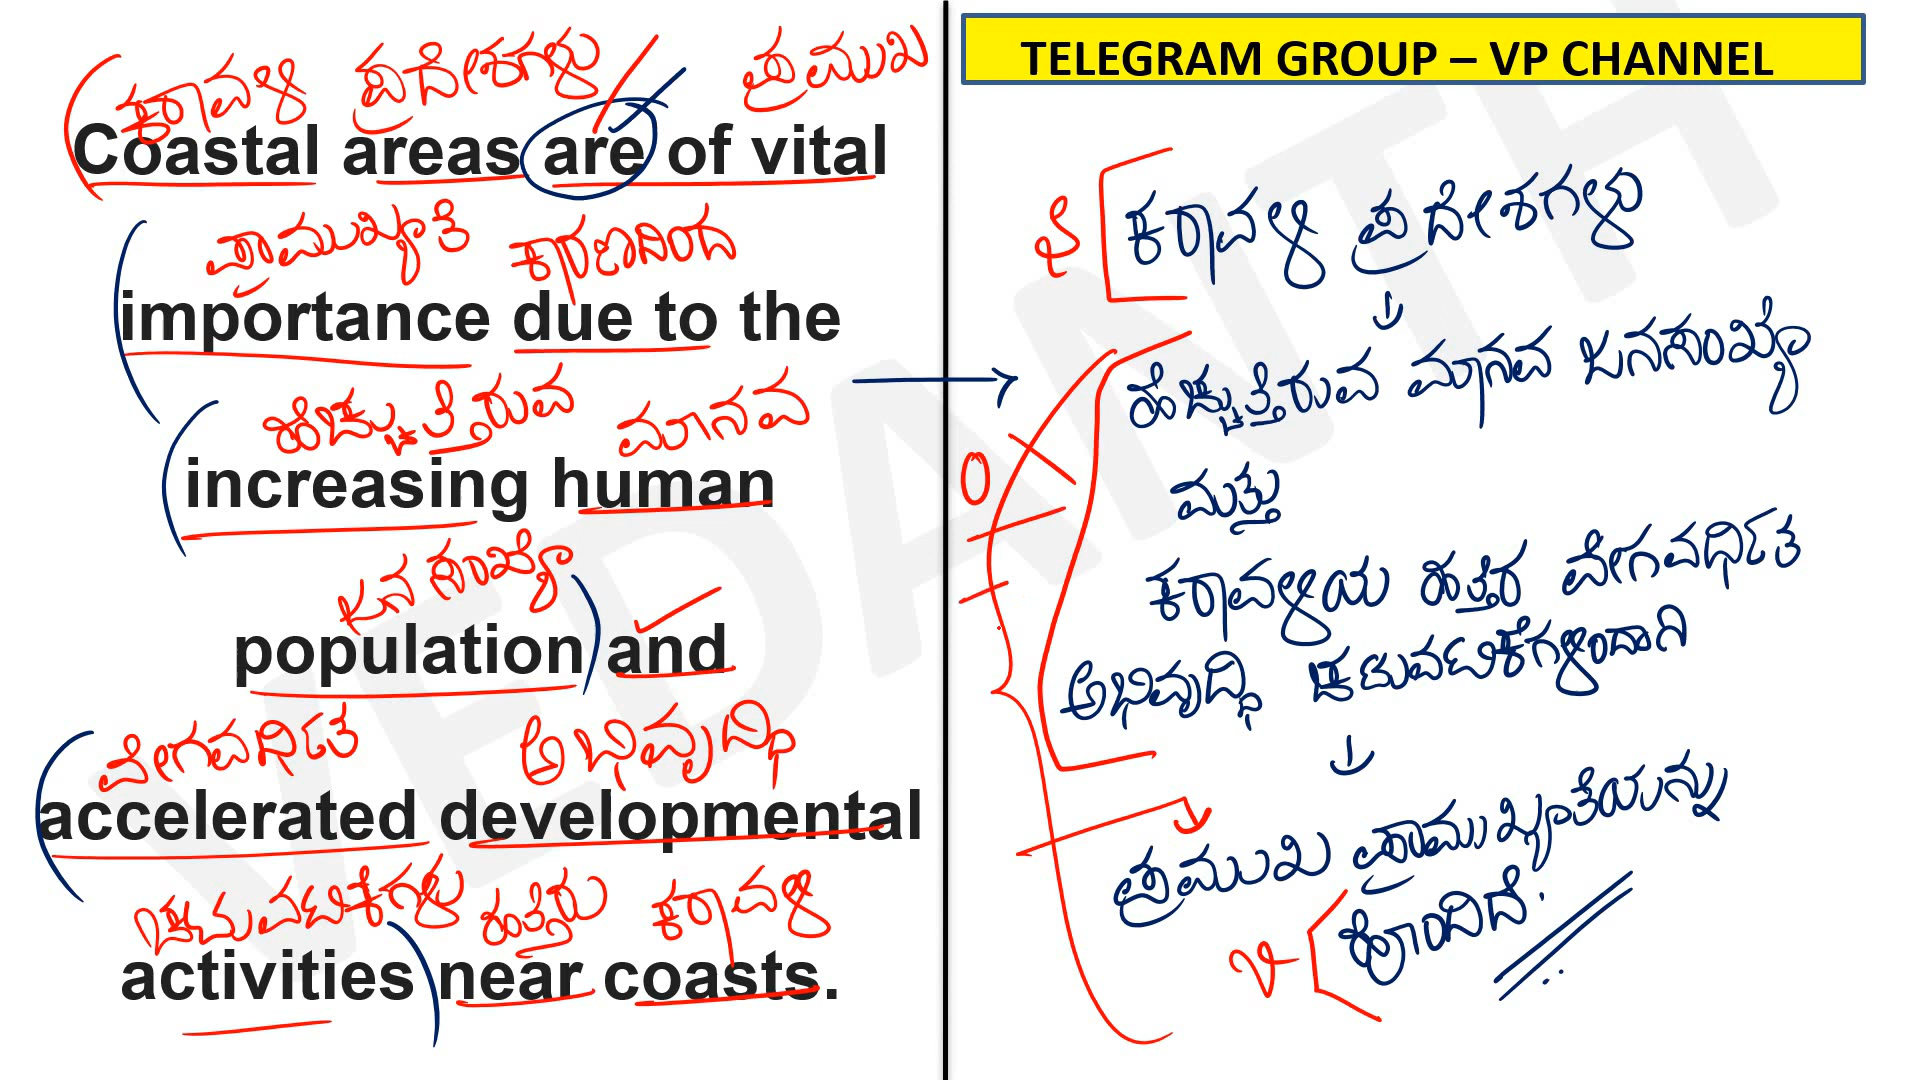 ಕರಾವಳಿ ಪ್ರದೇಶಗಳು ಪ್ರಮುಖ
Coastal areas are of vital
ಪ್ರಾಮುಖ್ಯತೆ ಕಾರಣದಿಂದ
importance due to the
ಹೆಚ್ಚುತ್ತಿರುವ ಮಾನವ
increasing human
ಜನಸಂಖ್ಯೆ
population and
ವೇಗವರ್ಧಿತ ಅಭಿವೃದ್ಧಿ
accelerated developmental
ಚಟುವಟಿಕೆಗಳು ಹತ್ತಿರ ಕರಾವಳಿ
activities near coasts.
TELEGRAM GROUP – VP CHANNEL
ಕರಾವಳಿ ಪ್ರದೇಶಗಳು
ಹೆಚ್ಚುತ್ತಿರುವ ಮಾನವ ಜನಸಂಖ್ಯೆ
O
ಮತ್ತು
ಕರಾವಳಿಯ ಹತ್ತಿರ ವೇಗವರ್ಧಿತ
ಅಭಿವೃದ್ಧಿ ಚಟುವಟಿಕೆಗಳಿಂದಾಗಿ
ಪ್ರಮುಖ ಪ್ರಾಮುಖ್ಯತೆಯನ್ನು
V ಹೊಂದಿದೆ.
VEDANTH